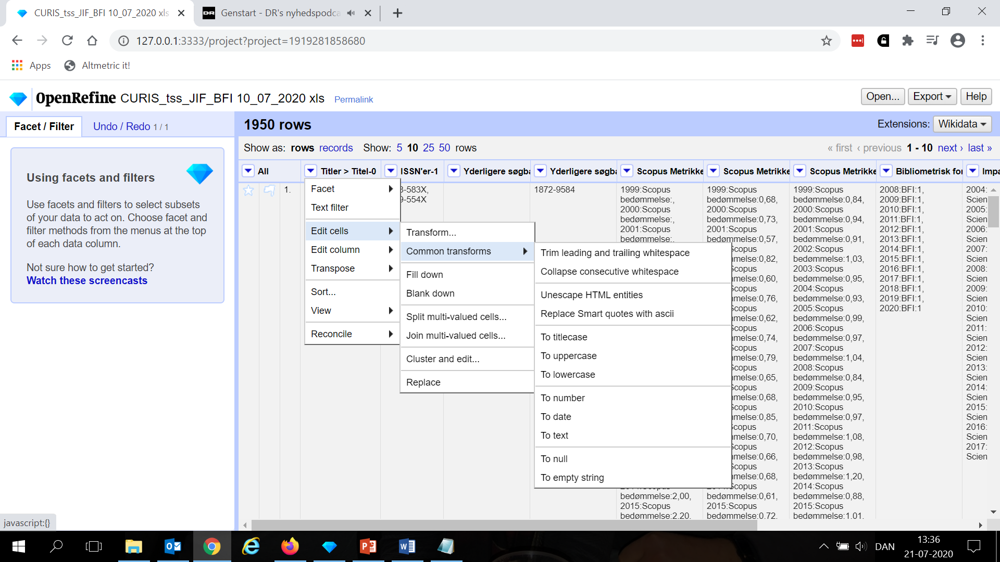 CURIS_tss_JIF_BFI 10_07_2020 xls
Genstart - DR's nyhedspodca
127.0.0.1:3333/project?project=1919281858680
Apps
Altmetric it!
OpenRefine CURIS_tss_JIF_BFI 10_07_2020 xls Permalink
Open... Export Help
Facet / Filter Undo / Redo 1 / 1
1950 rows
Extensions: Wikidata
Show as: rows records Show: 5 10 25 50 rows
« first ‹ previous 1 - 10 next › last »
Using facets and filters
Use facets and filters to select subsets
of your data to act on. Choose facet and
filter methods from the menus at the top
of each data column.
Not sure how to get started?
Watch these screencasts
All
Titler > Titel-0
ISSN'er-1
Yderligere søgba
Yderligere søgba
Scopus Metrikke
Scopus Metrikke
Scopus Metrikke
Bibliometrisk for
Impa
1.
3-583X,
9-554X
1872-9584
Facet
Text filter
Edit cells
Edit column
Transpose
Sort...
View
Reconcile
Transform...
Common transforms
Fill down
Blank down
Split multi-valued cells...
Join multi-valued cells...
Cluster and edit...
Replace
Trim leading and trailing whitespace
Collapse consecutive whitespace
Unescape HTML entities
Replace Smart quotes with ascii
To titlecase
To uppercase
To lowercase
To number
To date
To text
To null
To empty string
1999:Scopus
bedømmelse:,
2000:Scopus
bedømmelse:,
2001:Scopus
bedømmelse:,
bedømmelse:2,00,
2015:Scopus
bedømmelse:2,20,
1999:Scopus
bedømmelse:0,68,
2000:Scopus
bedømmelse:0,73,
2001:Scopus
bedømmelse:0,57,
Scopus
mmelse:0,82,
Scopus
mmelse:0,60,
Scopus
mmelse:0,76,
Scopus
mmelse:0,62,
Scopus
mmelse:0,74,
Scopus
mmelse:0,79,
Scopus
mmelse:0,65,
Scopus
mmelse:0,68,
Scopus
mmelse:0,85,
Scopus
mmelse:0,70,
Scopus
mmelse:0,66,
Scopus
mmelse:0,68,
2014:Scopus
bedømmelse:0,61,
2015:Scopus
bedømmelse:0,72,
1999:Scopus
bedømmelse:0,84,
2000:Scopus
bedømmelse:0,94,
2001:Scopus
bedømmelse:0,91,
2002:Scopus
bedømmelse:1,03,
2003:Scopus
bedømmelse:0,95,
2004:Scopus
bedømmelse:0,93,
2005:Scopus
bedømmelse:0,99,
2006:Scopus
bedømmelse:0,97,
2007:Scopus
bedømmelse:1,04,
2008:Scopus
bedømmelse:0,84,
2009:Scopus
bedømmelse:0,95,
2010:Scopus
bedømmelse:0,97,
2011:Scopus
bedømmelse:1,08,
2012:Scopus
bedømmelse:0,98,
2013:Scopus
bedømmelse:1,20,
2014:Scopus
bedømmelse:0,88,
2015:Scopus
bedømmelse:1,01,
2008:BFI:1,
2009:BFI:1,
2010:BFI:1,
2011:BFI:1,
2012:BFI:1,
2013:BFI:1,
2014:BFI:1,
2015:BFI:1,
2016:BFI:1,
2017:BFI:1,
2018:BFI:1,
2019:BFI:1,
2020:BFI:1
2004:
Scien
2005:
Scien
2006:
Scien
2007:
Scien
2008:
Scien
2009:
Scien
2010:
Scien
2011:
Scien
2012:
Scien
2013:
Scien
2014:
Scien
2015:
Scien
2016:
Scien
2017:
Scien
javascript:{}
DAN
13:36
21-07-2020